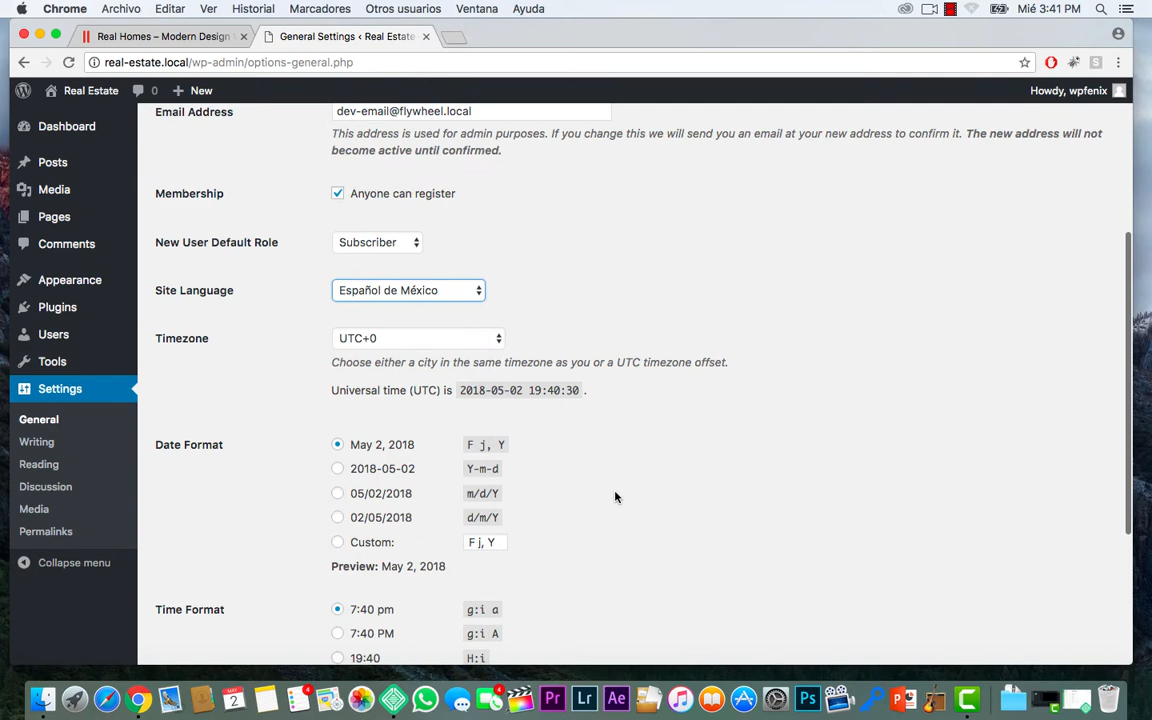 Chrome Archivo Editar Ver Historial Marcadores Otros usuarios Ventana Ayuda Mié 3:41 PM
Real Homes – Modern Design General Settings ‹ Real Estate
real-estate.local/wp-admin/options-general.php
Real Estate 0 New Howdy, wpfenix
Dashboard
Posts
Media
Pages
Comments
Appearance
Plugins
Users
Tools
Settings
General
Writing
Reading
Discussion
Media
Permalinks
Collapse menu
Email Address dev-email@flywheel.local
This address is used for admin purposes. If you change this we will send you an email at your new address to confirm it. The new address will not
become active until confirmed.
Membership Anyone can register
New User Default Role Subscriber
Site Language Español de México
Timezone UTC+0
Choose either a city in the same timezone as you or a UTC timezone offset.
Universal time (UTC) is 2018-05-02 19:40:30 .
Date Format May 2, 2018 F j, Y
2018-05-02 Y-m-d
05/02/2018 m/d/Y
02/05/2018 d/m/Y
Custom: F j, Y
Preview: May 2, 2018
Time Format 7:40 pm g:i a
7:40 PM g:i A
19:40 H:i
2 4 4 Pr Lr Ae Ps